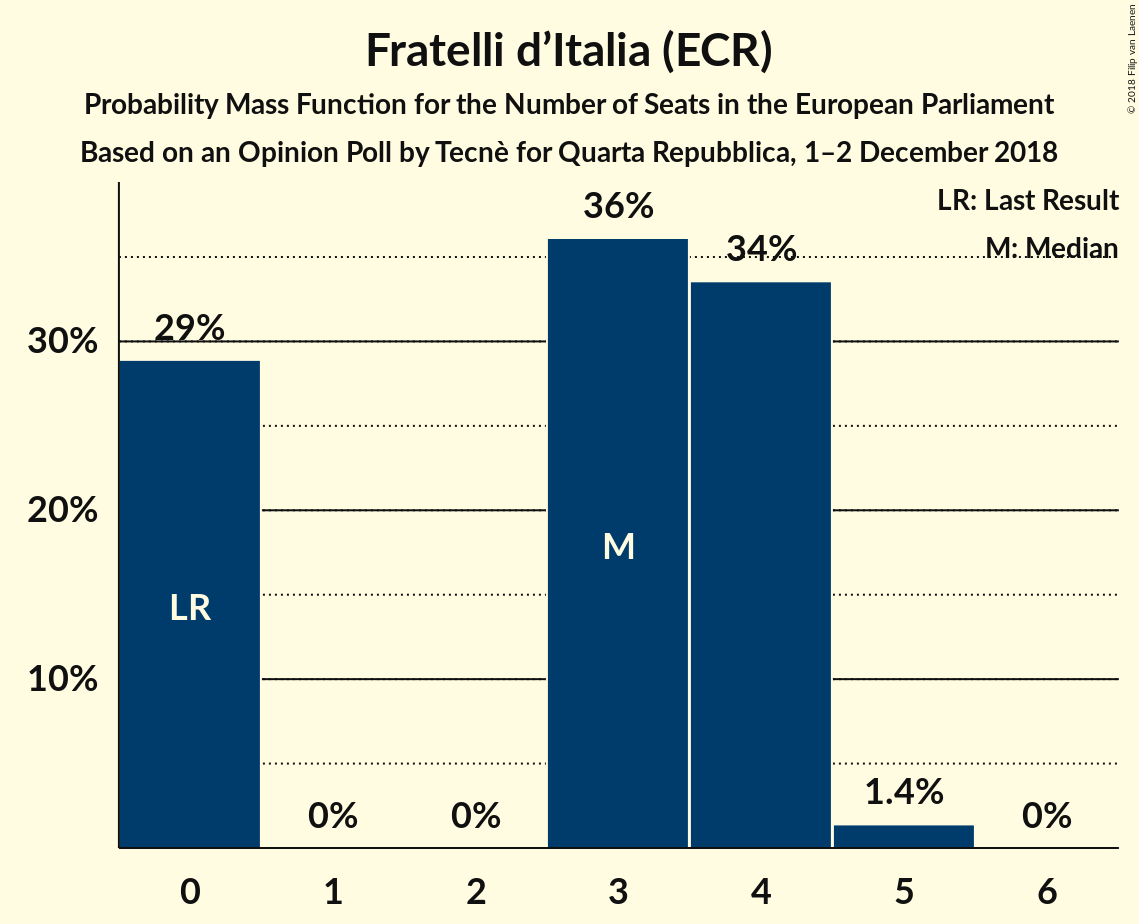 Fratelli d’Italia (ECR)
Probability Mass Function for the Number of Seats in the European Parliament
Based on an Opinion Poll by Tecnè for Quarta Repubblica, 1–2 December 2018
© 2018 Filip van Laenen
LR: Last Result
M: Median
36%
34%
29%
30%
20%
10%
M
LR
0%
0%
1.4%
0%
0 1 2 3 4 5 6